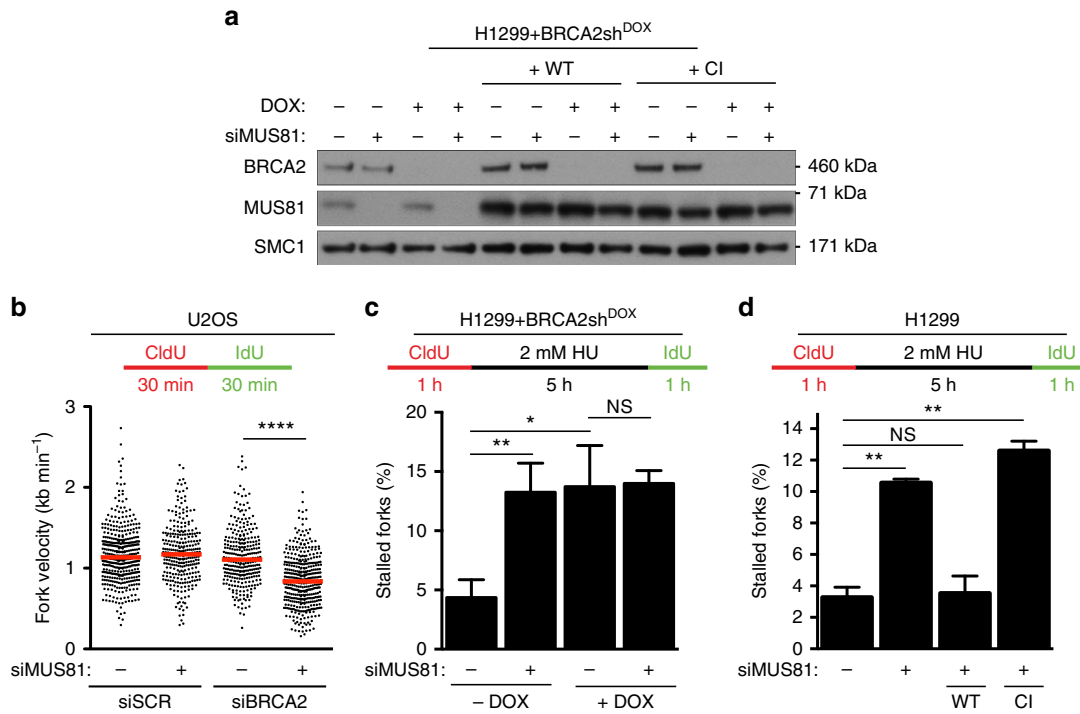 a
H1299+BRCA2shDOX
+ WT
+ CI
DOX: – – + + – – + + – – + +
siMUS81: – + – + – + – + – + – +
BRCA2
460 kDa
71 kDa
MUS81
SMC1
171 kDa
b
U2OS
CldU
IdU
30 min
30 min
Fork velocity (kb min⁻¹)
3
2
1
0
****
siMUS81: – + – +
siSCR
siBRCA2
c
H1299+BRCA2shDOX
CldU
2 mM HU
IdU
1 h
5 h
1 h
Stalled forks (%)
20
15
10
5
0
**
*
NS
siMUS81: – + – +
– DOX
+ DOX
d
H1299
CldU
2 mM HU
IdU
1 h
5 h
1 h
Stalled forks (%)
14
12
10
8
6
4
2
0
**
NS
**
siMUS81: – + + +
WT
CI